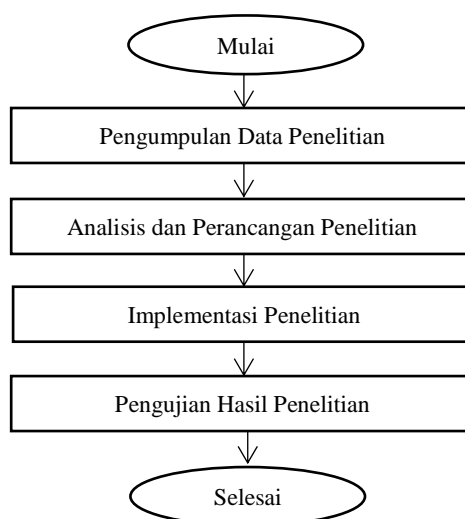 Mulai
Pengumpulan Data Penelitian
Analisis dan Perancangan Penelitian
Implementasi Penelitian
Pengujian Hasil Penelitian
Selesai